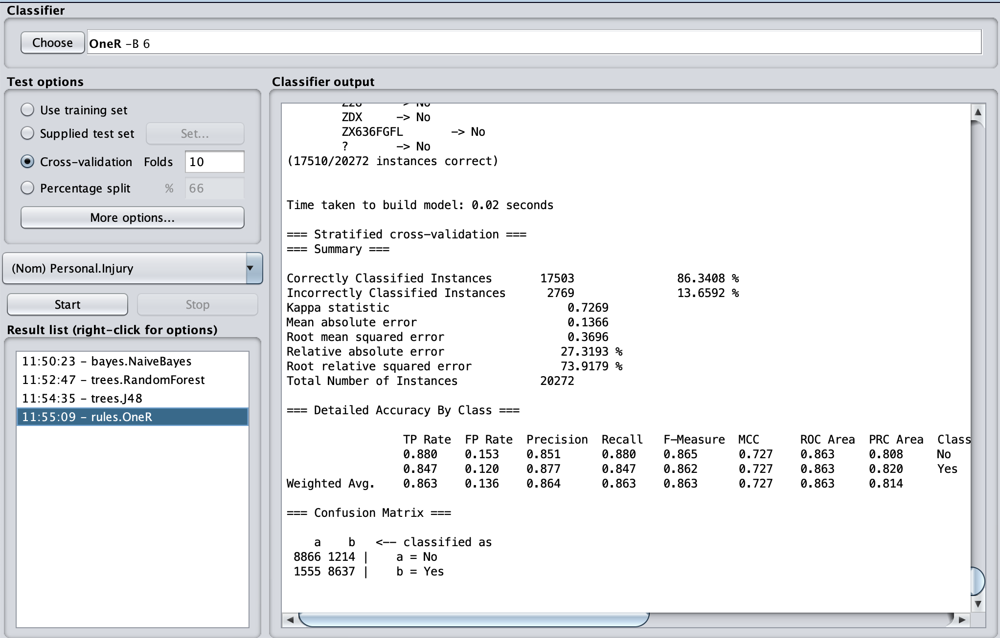 Classifier
Choose OneR -B 6
Test options
Use training set
Supplied test set Set...
Cross-validation Folds 10
Percentage split % 66
More options...
(Nom) Personal.Injury
Start Stop
Result list (right-click for options)
11:50:23 - bayes.NaiveBayes
11:52:47 - trees.RandomForest
11:54:35 - trees.J48
11:55:09 - rules.OneR
Classifier output
-> No
ZDX -> No
ZX636FGFL -> No
? -> No
(17510/20272 instances correct)
Time taken to build model: 0.02 seconds
=== Stratified cross-validation ===
=== Summary ===
Correctly Classified Instances 17503 86.3408 %
Incorrectly Classified Instances 2769 13.6592 %
Kappa statistic 0.7269
Mean absolute error 0.1366
Root mean squared error 0.3696
Relative absolute error 27.3193 %
Root relative squared error 73.9179 %
Total Number of Instances 20272
=== Detailed Accuracy By Class ===
TP Rate FP Rate Precision Recall F-Measure MCC ROC Area PRC Area Class
0.880 0.153 0.851 0.880 0.865 0.727 0.863 0.808 No
0.847 0.120 0.877 0.847 0.862 0.727 0.863 0.820 Yes
Weighted Avg. 0.863 0.136 0.864 0.863 0.863 0.727 0.863 0.814
=== Confusion Matrix ===
a b <-- classified as
8866 1214 | a = No
1555 8637 | b = Yes